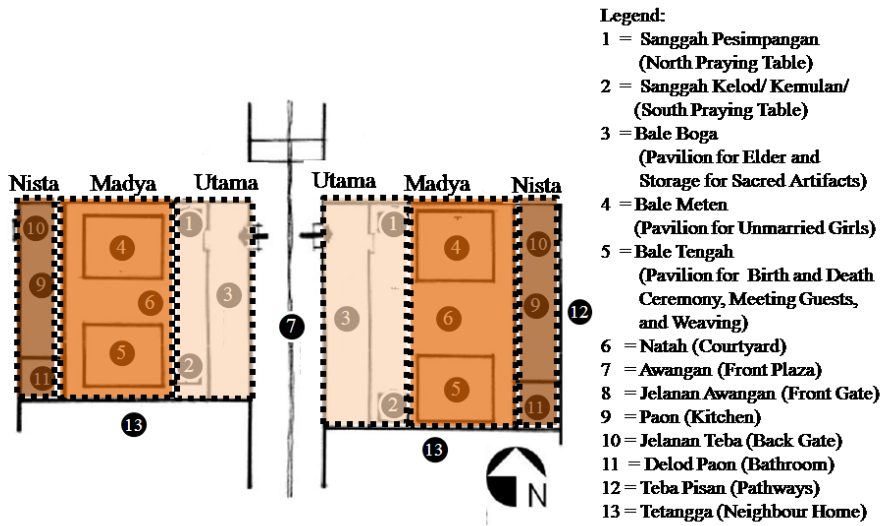 Legend:
1 = Sanggah Pesimpangan
(North Praying Table)
2 = Sanggah Kelod/ Kemulan/
(South Praying Table)
3 = Bale Boga
(Pavilion for Elder and
Storage for Sacred Artifacts)
4 = Bale Meten
(Pavilion for Unmarried Girls)
5 = Bale Tengah
(Pavilion for Birth and Death
Ceremony, Meeting Guests,
and Weaving)
6 = Natah (Courtyard)
7 = Awangan (Front Plaza)
8 = Jelanan Awangan (Front Gate)
9 = Paon (Kitchen)
10 = Jelanan Teba (Back Gate)
11 = Delod Paon (Bathroom)
12 = Teba Pisan (Pathways)
13 = Tetangga (Neighbour Home)
Nista Madya Utama
10
4
1
9
6
3
5
2
11
13
7
Utama Madya Nista
1
4
10
3
6
9
12
2
5
11
13
N